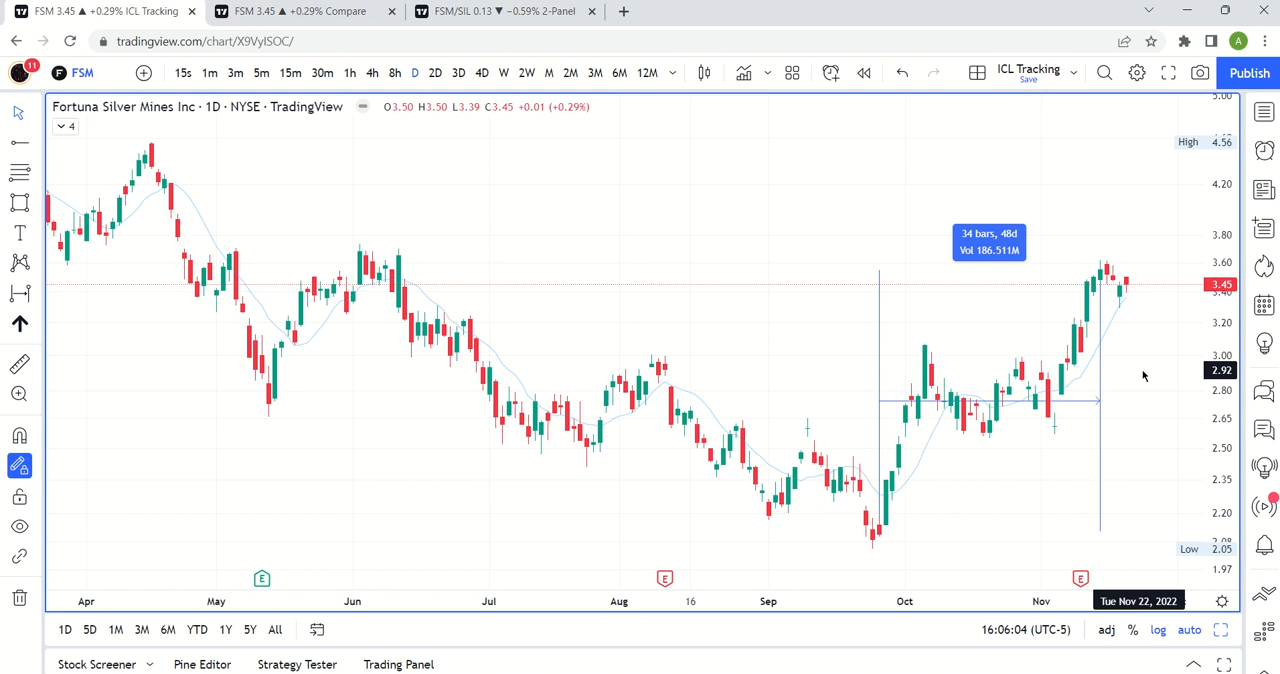 FSM 3.45 ▲ +0.29% ICL Tracking
FSM 3.45 ▲ +0.29% Compare
FSM/SIL 0.13 ▼ −0.59% 2-Panel
tradingview.com/chart/X9VyISOC/
A
11
F FSM
15s 1m 3m 5m 15m 30m 1h 4h 8h D 2D 3D 4D W 2W M 2M 3M 6M 12M
ICL Tracking
Save
Publish
Fortuna Silver Mines Inc · 1D · NYSE · TradingView
O3.50 H3.50 L3.39 C3.45 +0.01 (+0.29%)
4
5.00
High 4.56
4.20
3.80
3.60
3.45
3.40
3.20
3.00
2.92
2.80
2.65
2.50
2.35
2.20
2.08
Low 2.05
1.97
34 bars, 48d
Vol 186.511M
E
E
E
Apr May Jun Jul Aug 16 Sep Oct Nov
Tue Nov 22, 2022
1D 5D 1M 3M 6M YTD 1Y 5Y All
16:06:04 (UTC-5)
adj % log auto
Stock Screener Pine Editor Strategy Tester Trading Panel